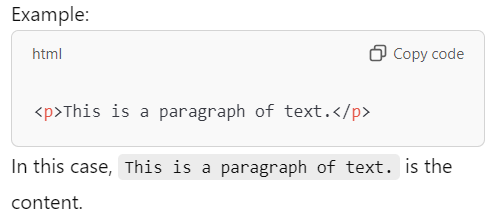 Example:
html Copy code
<p>This is a paragraph of text.</p>
In this case, This is a paragraph of text. is the
content.